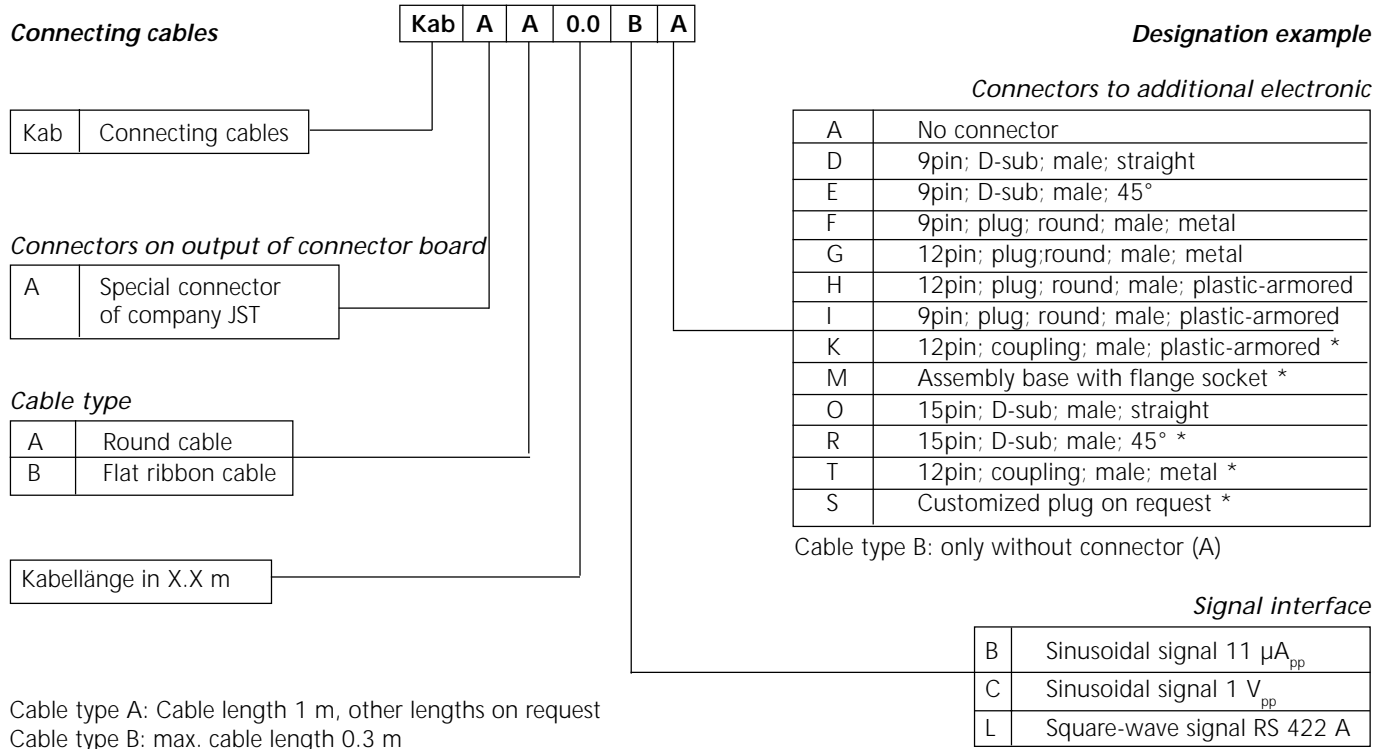 Connecting cables
Kab A A 0.0 B A
Designation example
Connectors to additional electronic
Kab Connecting cables
A No connector
D 9pin; D-sub; male; straight
E 9pin; D-sub; male; 45°
F 9pin; plug; round; male; metal
G 12pin; plug;round; male; metal
H 12pin; plug; round; male; plastic-armored
I 9pin; plug; round; male; plastic-armored
K 12pin; coupling; male; plastic-armored *
M Assembly base with flange socket *
O 15pin; D-sub; male; straight
R 15pin; D-sub; male; 45° *
T 12pin; coupling; male; metal *
S Customized plug on request *
Cable type B: only without connector (A)
Connectors on output of connector board
A Special connector
of company JST
Cable type
A Round cable
B Flat ribbon cable
Kabellänge in X.X m
Signal interface
B Sinusoidal signal 11 µApp
C Sinusoidal signal 1 Vpp
L Square-wave signal RS 422 A
Cable type A: Cable length 1 m, other lengths on request
Cable type B: max. cable length 0.3 m